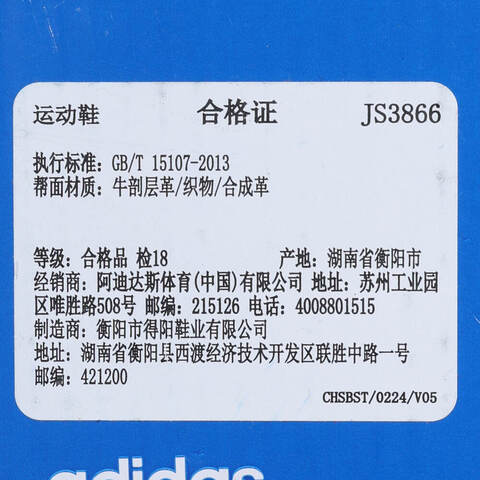 运动鞋 合格证 JS3866
执行标准: GB/T 15107-2013
帮面材质: 牛剖层革/织物/合成革
等级: 合格品 检18 产地: 湖南省衡阳市
经销商: 阿迪达斯体育(中国)有限公司 地址: 苏州工业园
区唯胜路508号 邮编: 215126 电话: 4008801515
制造商: 衡阳市得阳鞋业有限公司
地址: 湖南省衡阳县西渡经济技术开发区联胜中路一号
邮编: 421200
CHSBST/0224/V05
adidas